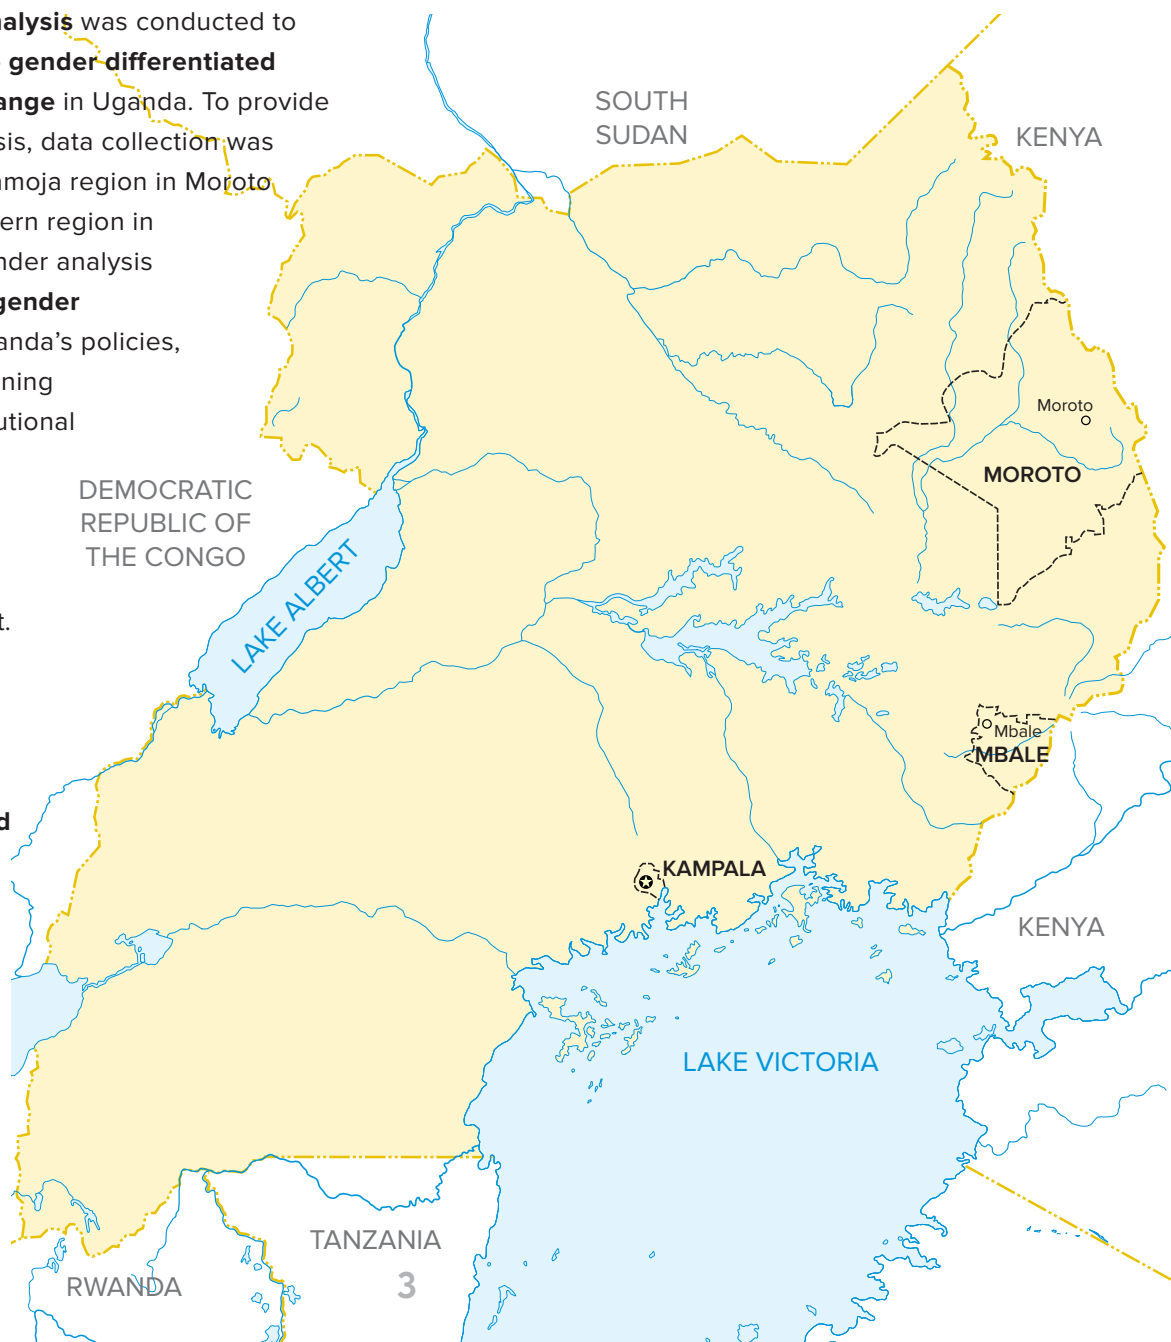 nalysis was conducted to
gender differentiated
ange in Uganda. To provide
sis, data collection was
amoja region in Moroto
ern region in
nder analysis
gender
anda's policies,
ning
utional
t.
d
SOUTH
SUDAN
KENYA
Moroto
MOROTO
DEMOCRATIC
REPUBLIC OF
THE CONGO
LAKE ALBERT
Mbale
MBALE
KAMPALA
KENYA
LAKE VICTORIA
TANZANIA
RWANDA
3